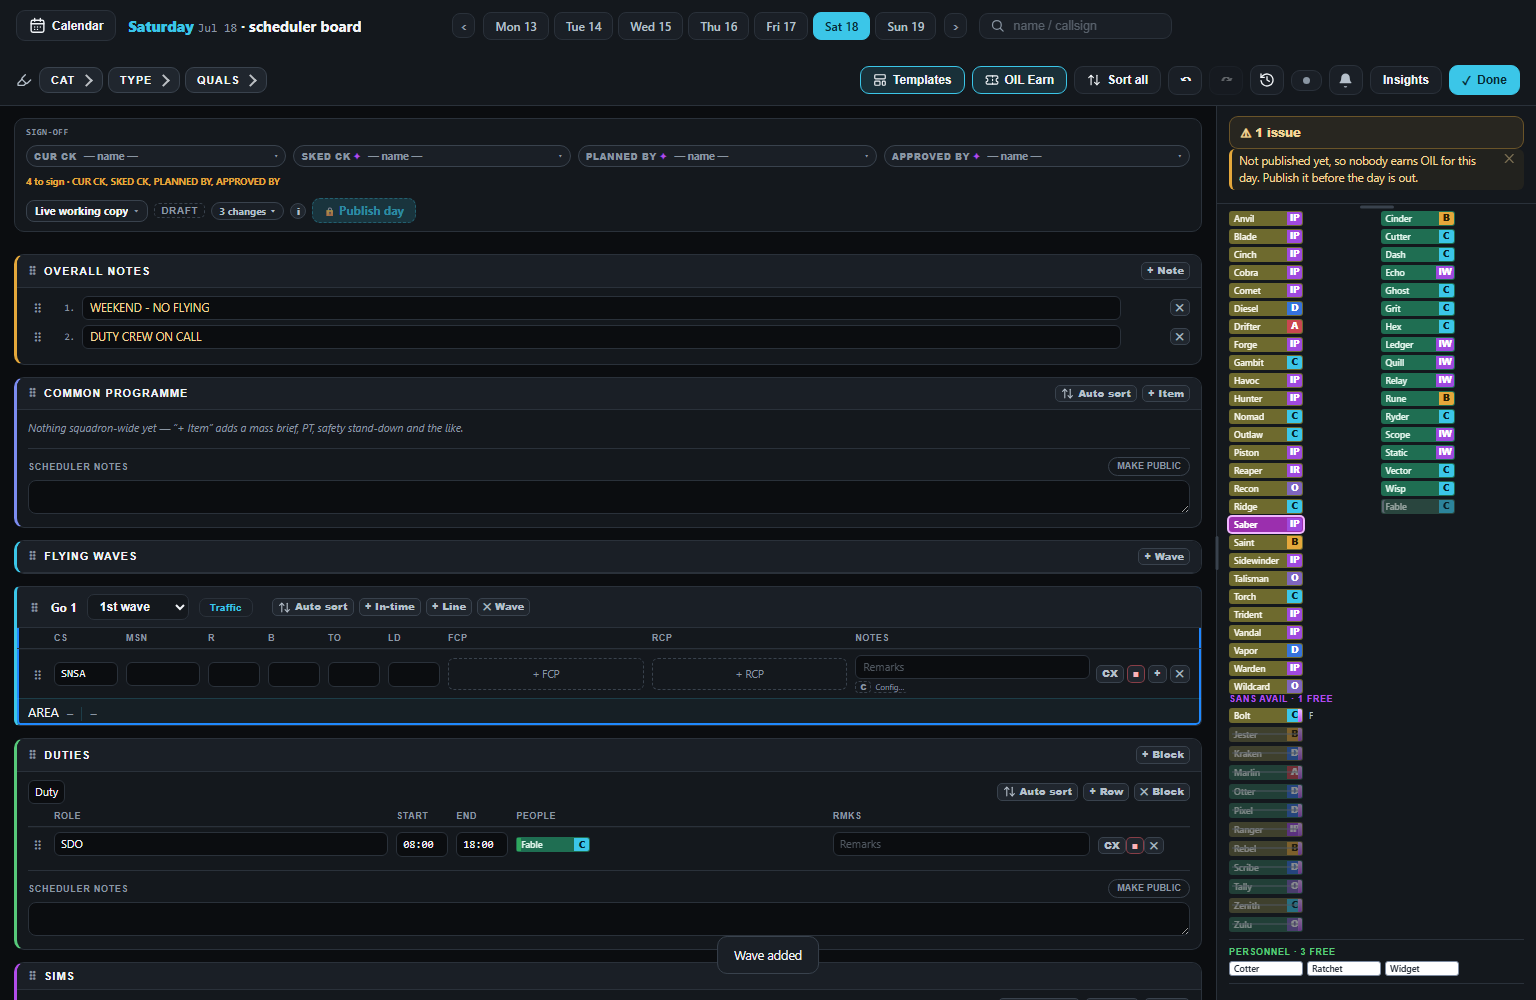 Calendar
Saturday Jul 18 · scheduler board
‹ Mon 13 Tue 14 Wed 15 Thu 16 Fri 17 Sat 18 Sun 19 ›
name / callsign
CAT TYPE QUALS
Templates OIL Earn Sort all Insights ✓ Done
SIGN-OFF
CUR CK — name — SKED CK ✦ — name — PLANNED BY ✦ — name — APPROVED BY ✦ — name —
4 to sign · CUR CK, SKED CK, PLANNED BY, APPROVED BY
Live working copy DRAFT 3 changes i Publish day
OVERALL NOTES + Note
1. WEEKEND - NO FLYING ✕
2. DUTY CREW ON CALL ✕
COMMON PROGRAMME Auto sort + Item
Nothing squadron-wide yet — "+ Item" adds a mass brief, PT, safety stand-down and the like.
SCHEDULER NOTES MAKE PUBLIC
FLYING WAVES + Wave
Go 1 1st wave Traffic Auto sort + In-time + Line ✕ Wave
CS MSN R B TO LD FCP RCP NOTES
SNSA + FCP + RCP Remarks CX + ✕
C Config...
AREA – –
DUTIES + Block
Duty Auto sort + Row ✕ Block
ROLE START END PEOPLE RMKS
SDO 08:00 18:00 Fable C Remarks CX ✕
SCHEDULER NOTES MAKE PUBLIC
Wave added
SIMS
⚠ 1 issue
Not published yet, so nobody earns OIL for this
day. Publish it before the day is out.
Anvil IP Cinder B
Blade IP Cutter C
Cinch IP Dash C
Cobra IP Echo IW
Comet IP Ghost C
Diesel D Grit C
Drifter A Hex C
Forge IP Ledger IW
Gambit C Quill IW
Havoc IP Relay IW
Hunter IP Rune B
Nomad C Ryder C
Outlaw C Scope IW
Piston IP Static IW
Reaper IR Vector C
Recon O Wisp C
Ridge C Fable C
Saber IP
Saint B
Sidewinder IP
Talisman O
Torch C
Trident IP
Vandal IP
Vapor D
Warden IP
Wildcard O
SANS AVAIL · 1 FREE
Bolt C F
Jester B
Kraken D
Marlin A
Otter D
Pixel D
Ranger
Rebel B
Scribe D
Tally O
Zenith C
Zulu O
PERSONNEL · 3 FREE
Cotter Ratchet Widget